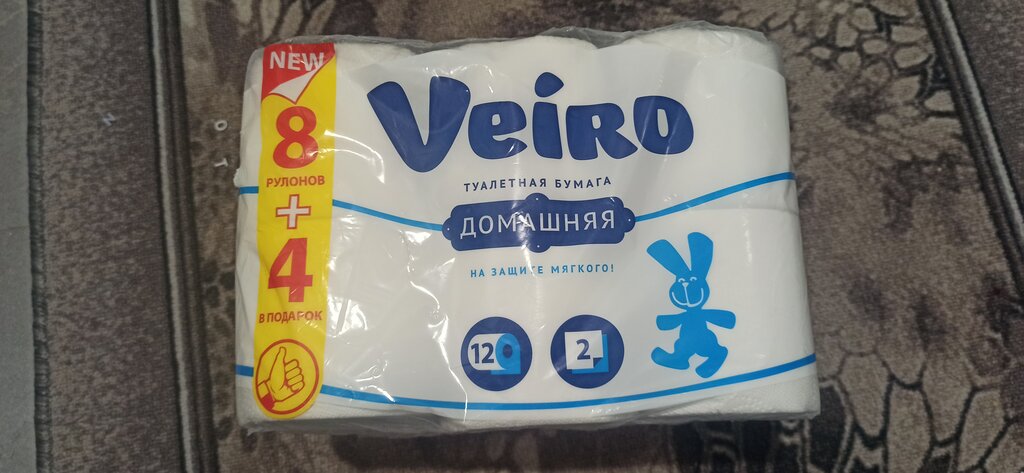 NEW
8
РУЛОНОВ
+
4
В ПОДАРОК
Veiro
ТУАЛЕТНАЯ БУМАГА
ДОМАШНЯЯ
НА ЗАЩИТЕ МЯГКОГО!
12
2